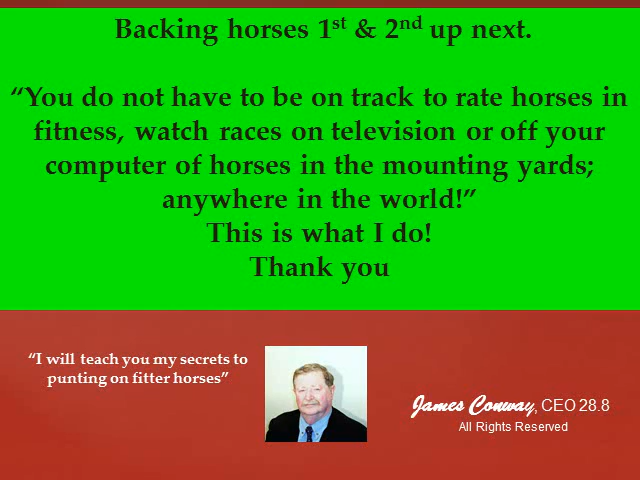 Backing horses 1st & 2nd up next.
“You do not have to be on track to rate horses in
fitness, watch races on television or off your
computer of horses in the mounting yards;
anywhere in the world!”
This is what I do!
Thank you
“I will teach you my secrets to
punting on fitter horses”
James Conway, CEO 28.8
All Rights Reserved